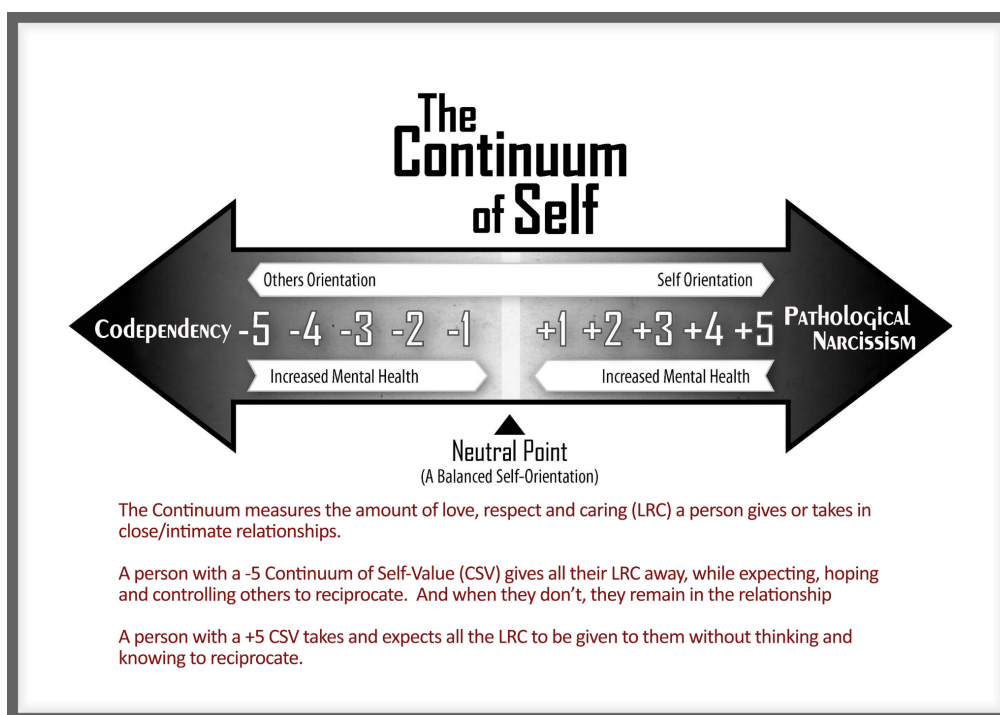 The
Continuum
of Self
Others Orientation
Self Orientation
Codependency -5 -4 -3 -2 -1 +1 +2 +3 +4 +5 Pathological
Narcissism
Increased Mental Health
Increased Mental Health
Neutral Point
(A Balanced Self-Orientation)
The Continuum measures the amount of love, respect and caring (LRC) a person gives or takes in
close/intimate relationships.
A person with a -5 Continuum of Self-Value (CSV) gives all their LRC away, while expecting, hoping
and controlling others to reciprocate.  And when they don’t, they remain in the relationship
A person with a +5 CSV takes and expects all the LRC to be given to them without thinking and
knowing to reciprocate.